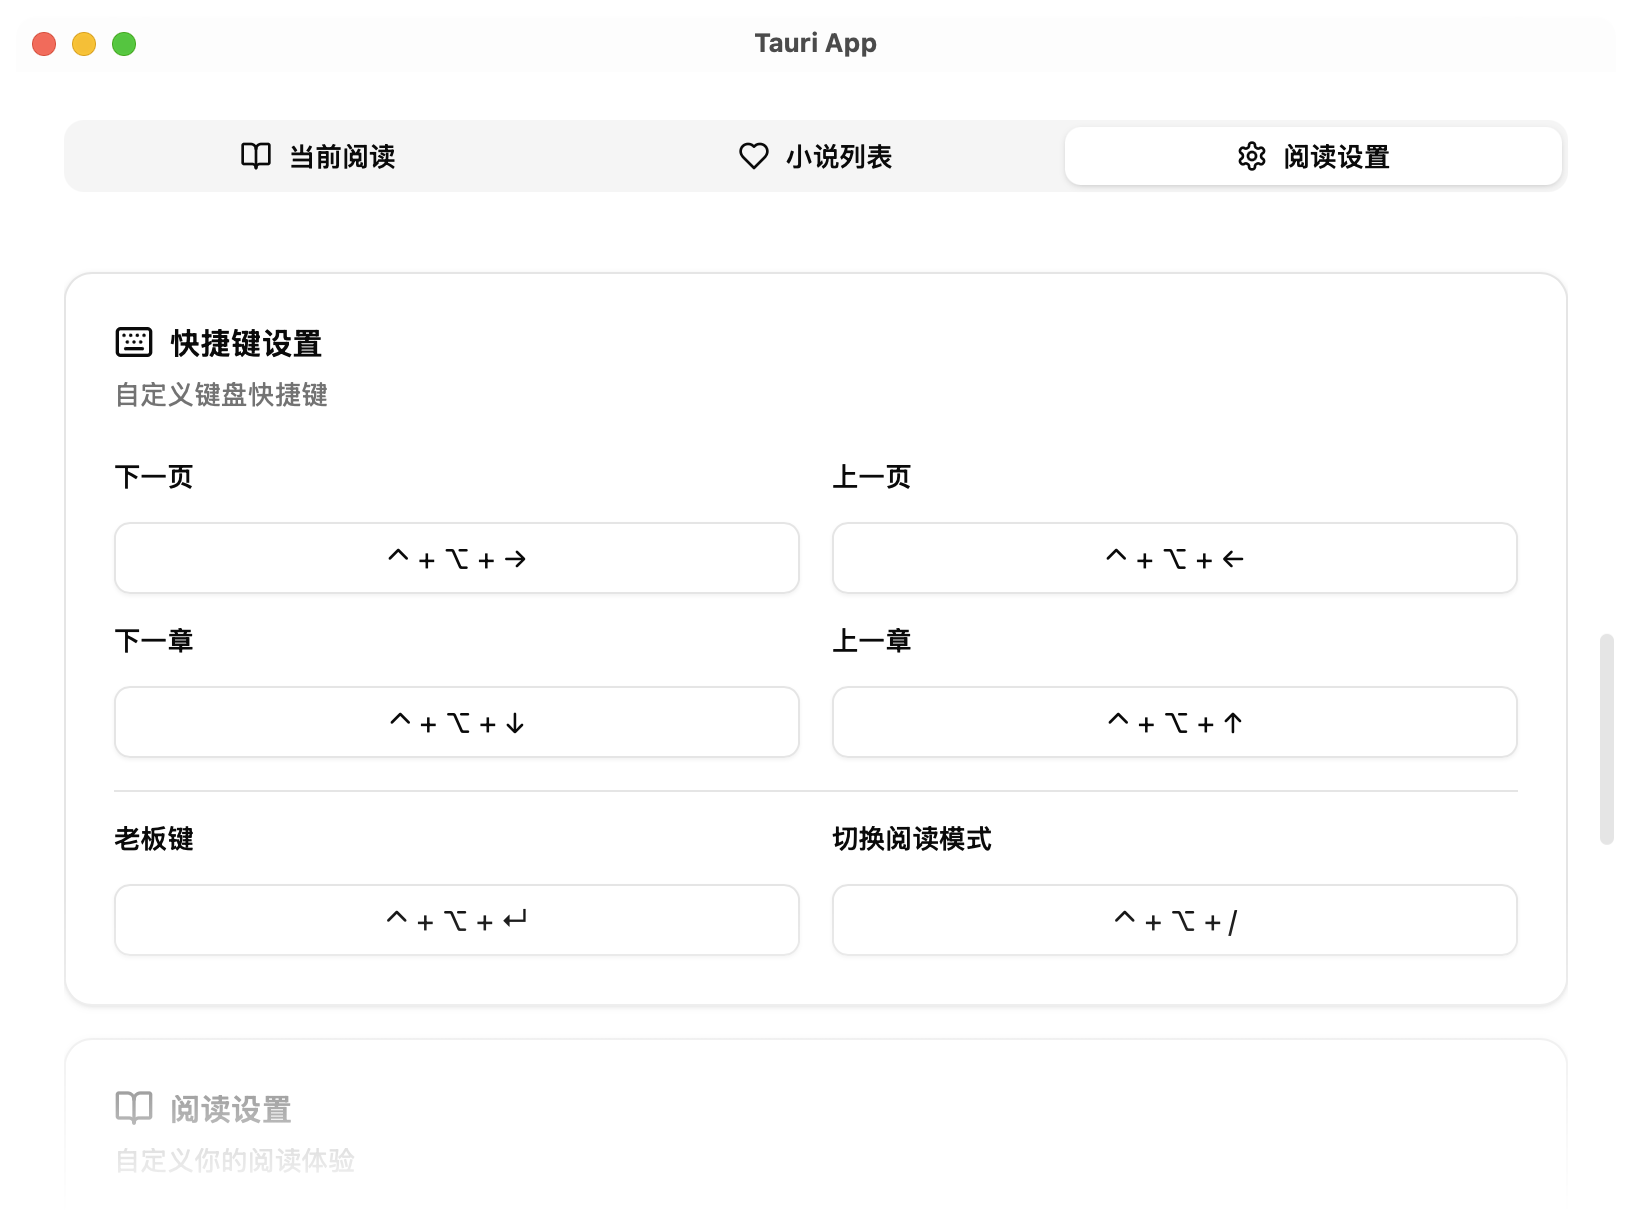 Tauri App
当前阅读
小说列表
阅读设置
快捷键设置
自定义键盘快捷键
下一页
上一页
^ + ⌥ + →
^ + ⌥ + ←
下一章
上一章
^ + ⌥ + ↓
^ + ⌥ + ↑
老板键
切换阅读模式
^ + ⌥ + ↵
^ + ⌥ + /
阅读设置
自定义你的阅读体验